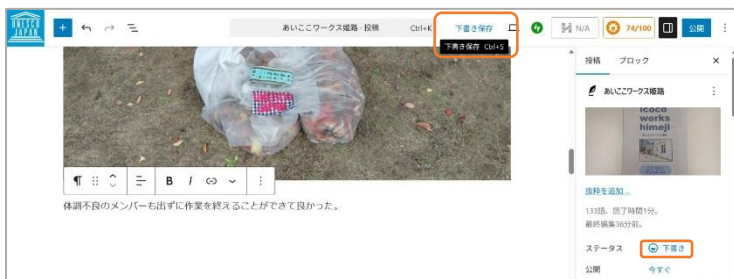 UNESCO
JAPAN
あいここワークス姫路・投稿
Ctrl+K
下書き保存
N/A
74/100
公開
下書き保存 Ctrl+S
投稿
ブロック
×
あいここワークス姫路
icoco
works
himeji
B
I
体調不良のメンバーも出ずに作業を終えることができて良かった。
抜粋を追加...
133語、読了時間1分。
最終編集36分前。
ステータス
下書き
公開
今すぐ